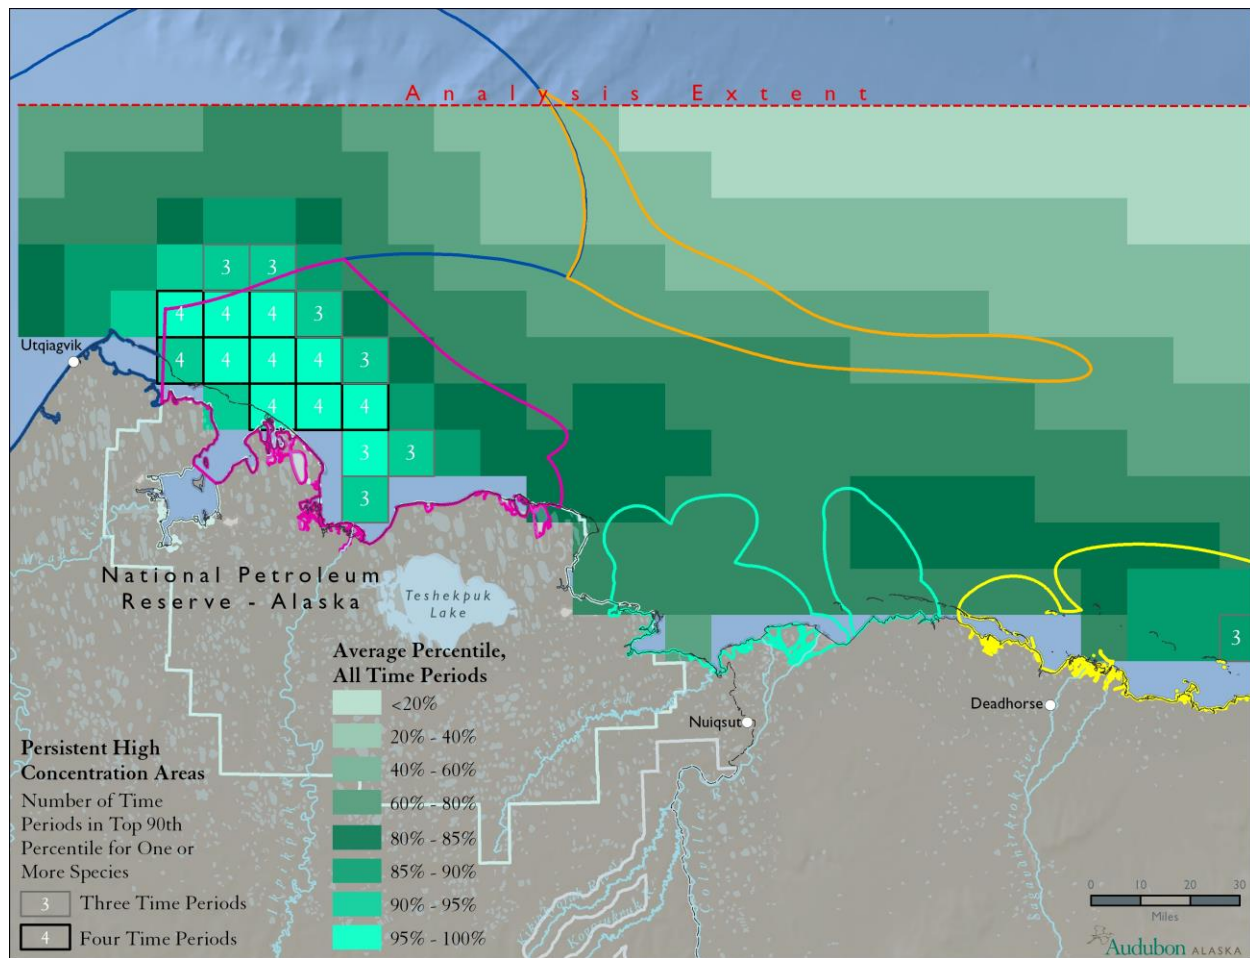 Analysis Extent
3 3
4 4 4 3
Utqiagvik
4 4 4 4 3
4 4 4
3 3
3
National Petroleum
Reserve - Alaska
Teshekpuk
Lake
3
Average Percentile,
All Time Periods
<20%
20% - 40%
40% - 60%
60% - 80%
80% - 85%
85% - 90%
90% - 95%
95% - 100%
Persistent High
Concentration Areas
Number of Time
Periods in Top 90th
Percentile for One or
More Species
3 Three Time Periods
4 Four Time Periods
Nuiqsut
Deadhorse
0 10 20 30
Miles
Audubon ALASKA